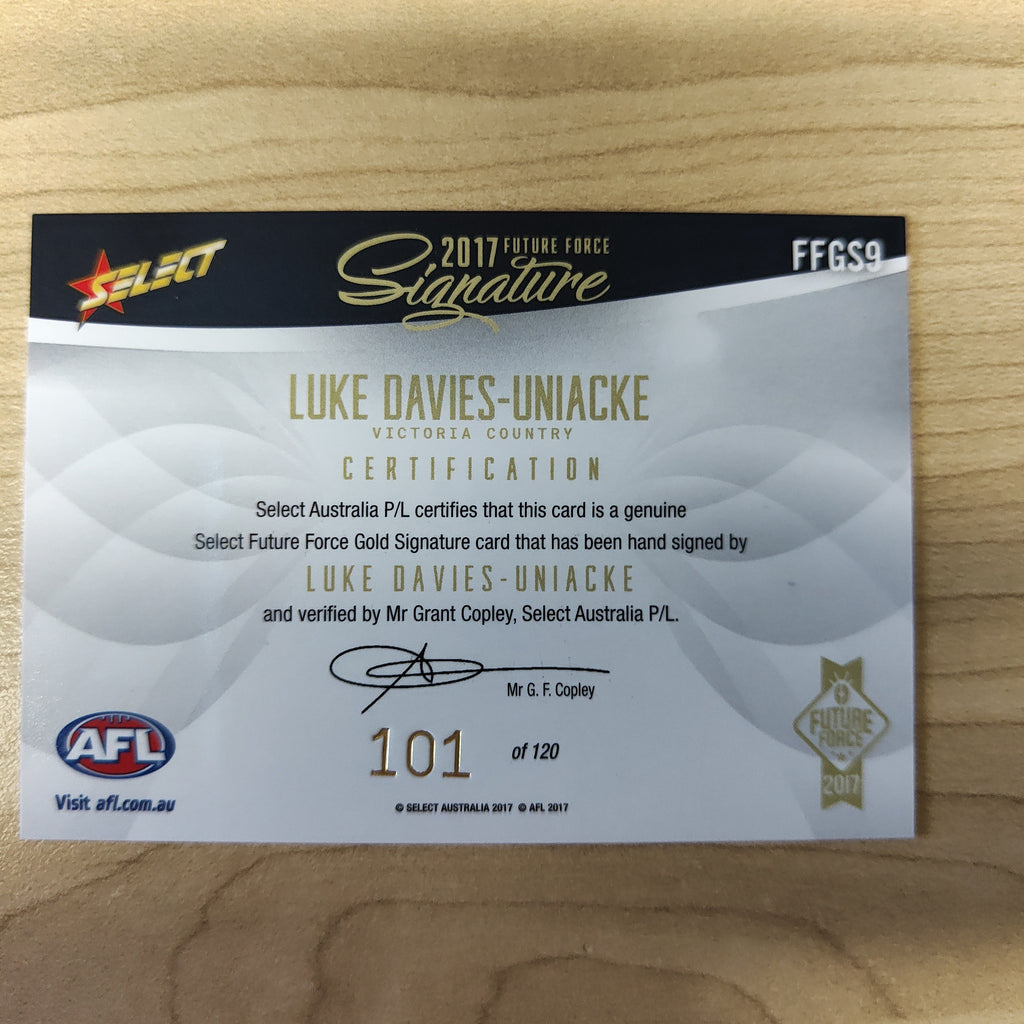 SELECT
2017 FUTURE FORCE
Signature
FFGS9
LUKE DAVIES-UNIACKE
VICTORIA COUNTRY
CERTIFICATION
Select Australia P/L certifies that this card is a genuine
Select Future Force Gold Signature card that has been hand signed by
LUKE DAVIES-UNIACKE
and verified by Mr Grant Copley, Select Australia P/L.
Mr G. F. Copley
101 of 120
AFL
Visit afl.com.au
© SELECT AUSTRALIA 2017 © AFL 2017
FUTURE
FORCE
2017